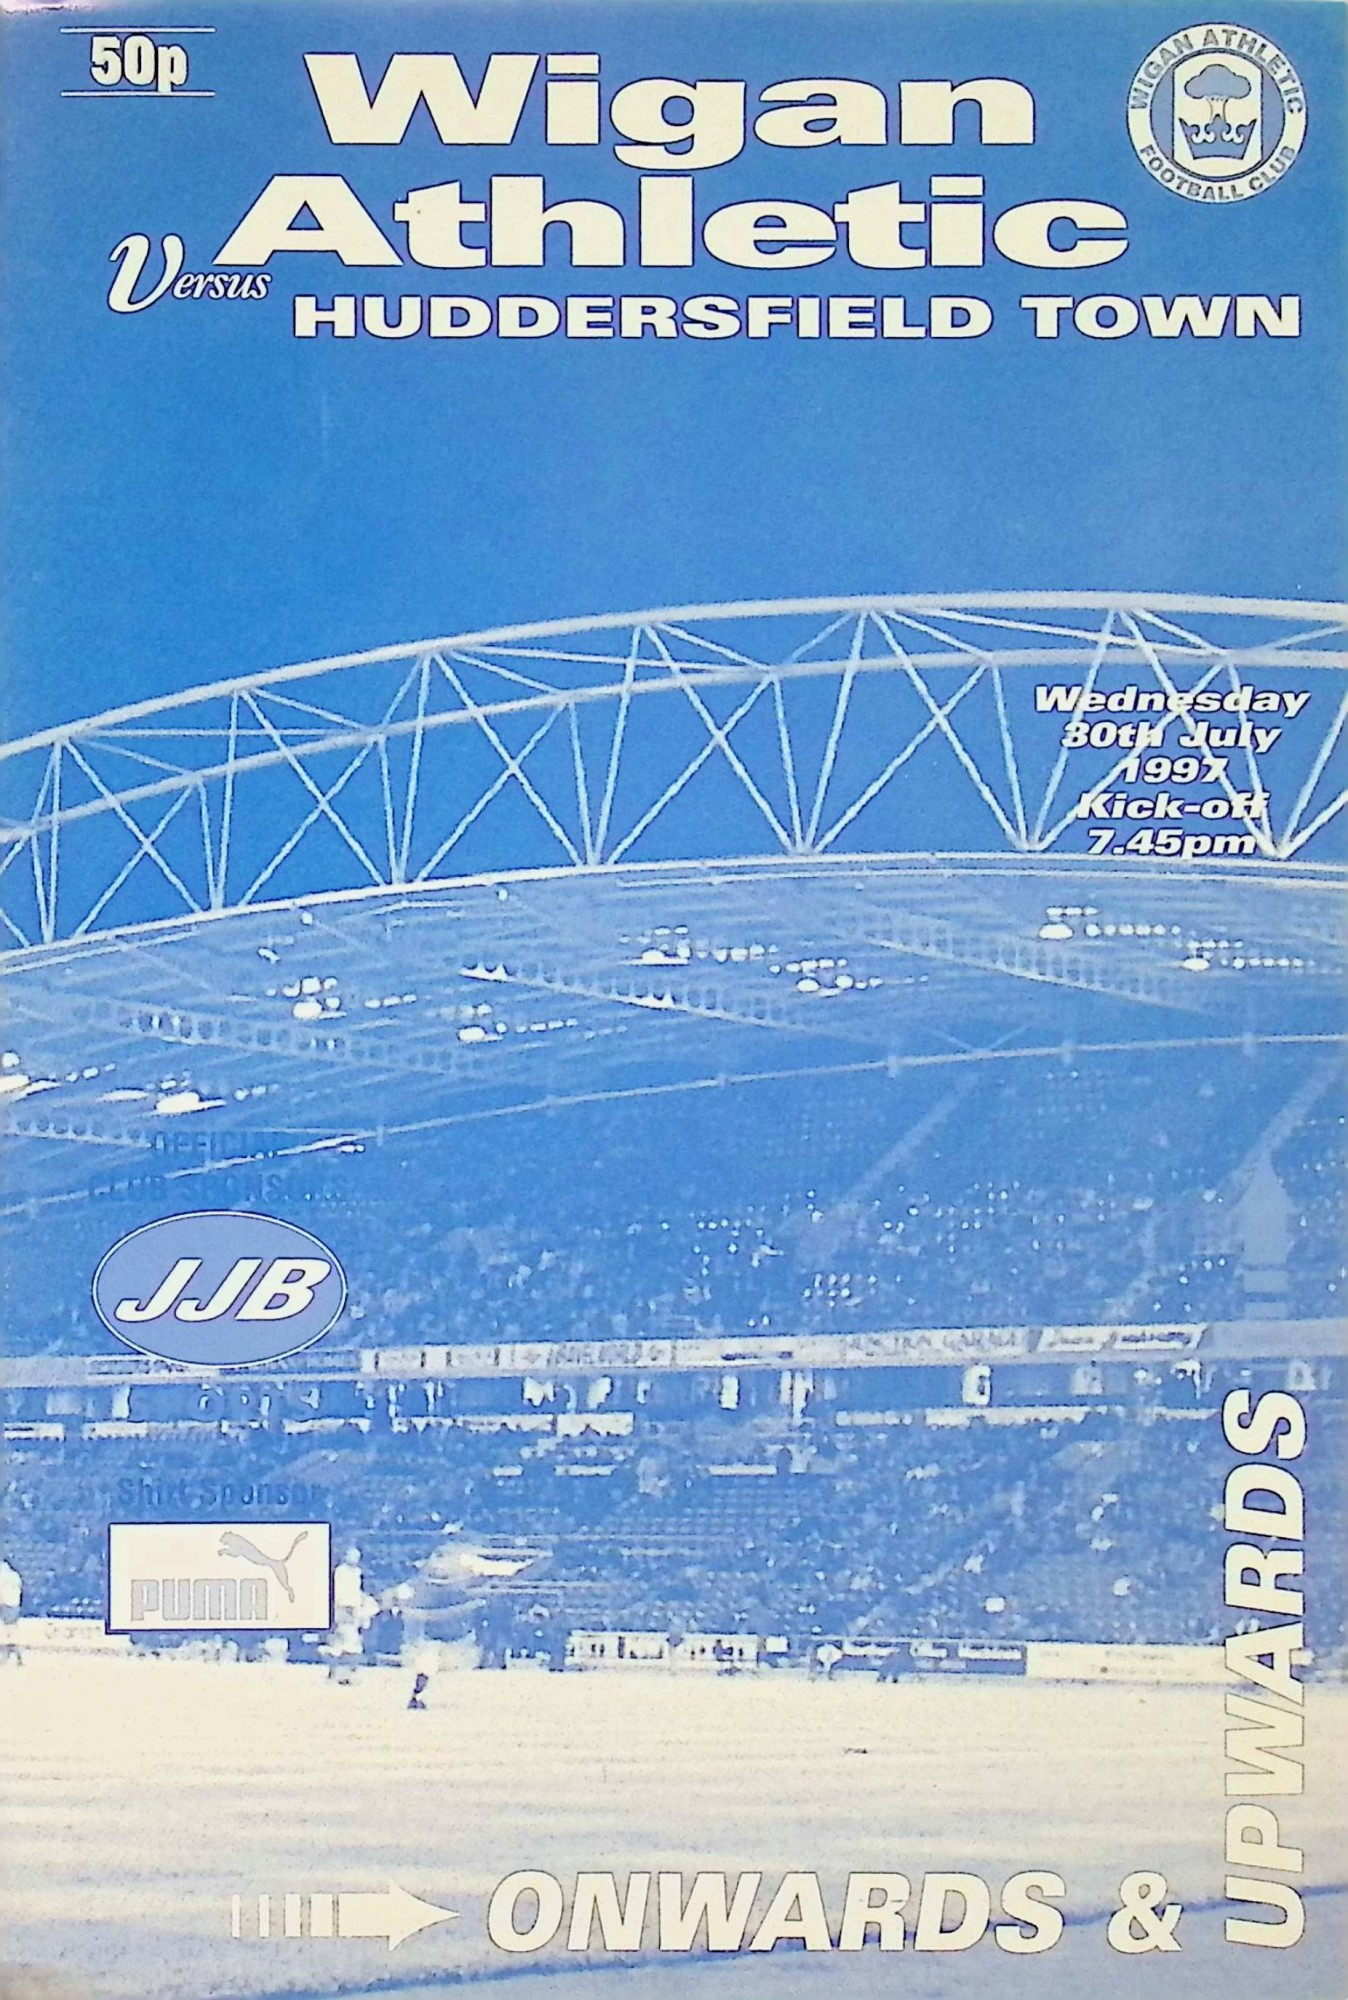 50p
Wigan
Athletic
WIGAN ATHLETIC
FOOTBALL CLUB
Versus
HUDDERSFIELD TOWN
Wednesday
30th July
1997
Kick-off
7.45pm
OFFICIAL
CLUB SPONSORS
JJB
SPORTS
Shirt Sponsor
PUMA
ONWARDS &
UPWARDS